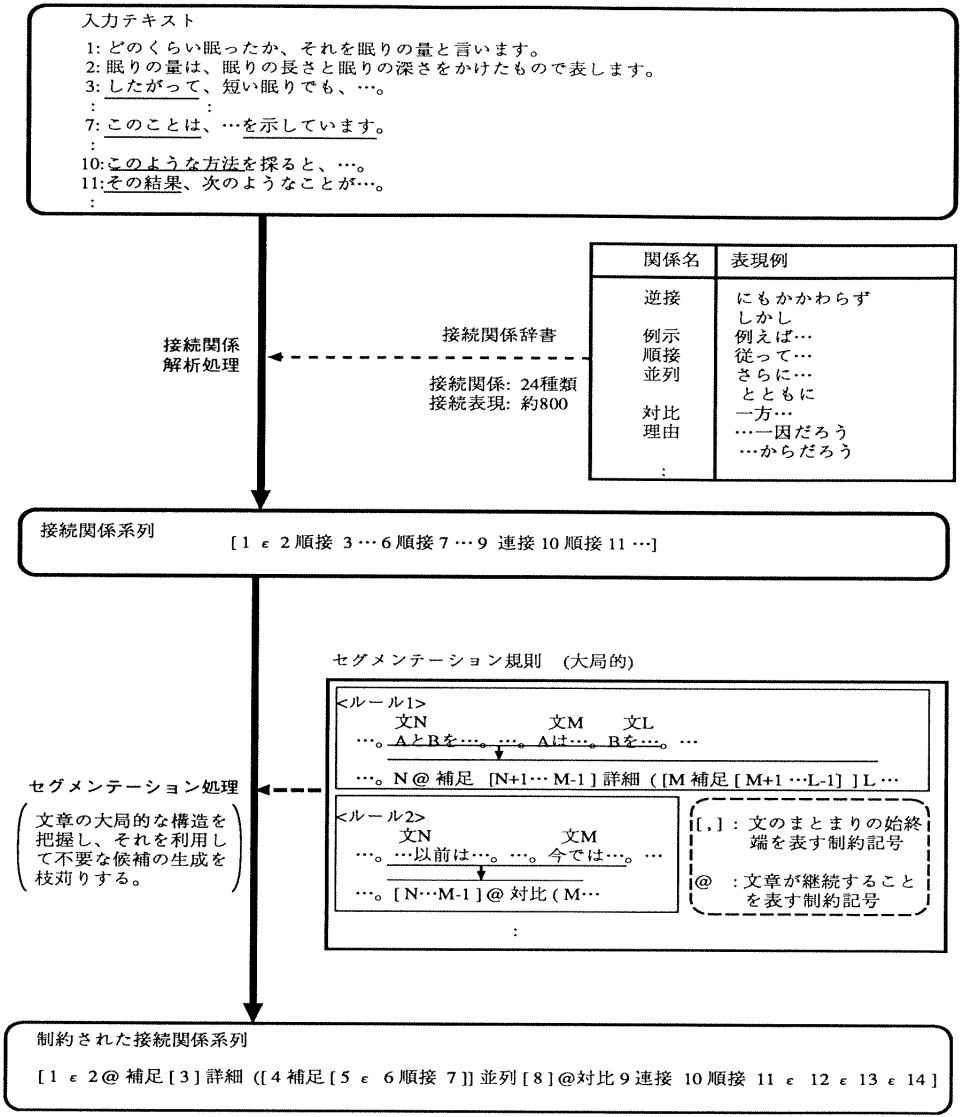 入力テキスト
1: どのくらい眠ったか、それを眠りの量と言います。
2: 眠りの量は、眠りの長さと眠りの深さをかけたもので表します。
3: したがって、短い眠りでも、…。
: :
7: このことは、…を示しています。
:
10:このような方法を採ると、…。
11:その結果、次のようなことが…。
:
関係名 表現例
逆接 にもかかわらず
しかし
例示 例えば…
順接 従って…
並列 さらに…
とともに
対比 一方…
理由 …一因だろう
…からだろう
:
接続関係辞書
接続関係: 24種類
接続表現: 約800
接続関係
解析処理
接続関係系列 [ 1 ε 2 順接 3 … 6 順接 7 … 9 連接 10 順接 11 …]
セグメンテーション規則 (大局的)
<ルール1>
文N 文M 文L
…。AとBを…。…。Aは…。Bを…。…
…。N @ 補足 [N+1… M-1 ] 詳細 ( [M 補足 [ M+1 …L-1] ] L …
<ルール2>
文N 文M
…。…以前は…。…。今では…。…
…。[ N…M-1 ] @ 対比 ( M…
[ , ] : 文のまとまりの始終
端を表す制約記号
@ : 文章が継続すること
を表す制約記号
:
セグメンテーション処理
文章の大局的な構造を
把握し、それを利用し
て不要な候補の生成を
枝刈りする。
制約された接続関係系列
[ 1 ε 2 @ 補足 [ 3 ] 詳細 ([ 4 補足 [ 5 ε 6 順接 7 ]] 並列 [ 8 ] @対比 9 連接 10 順接 11 ε 12 ε 13 ε 14 ]